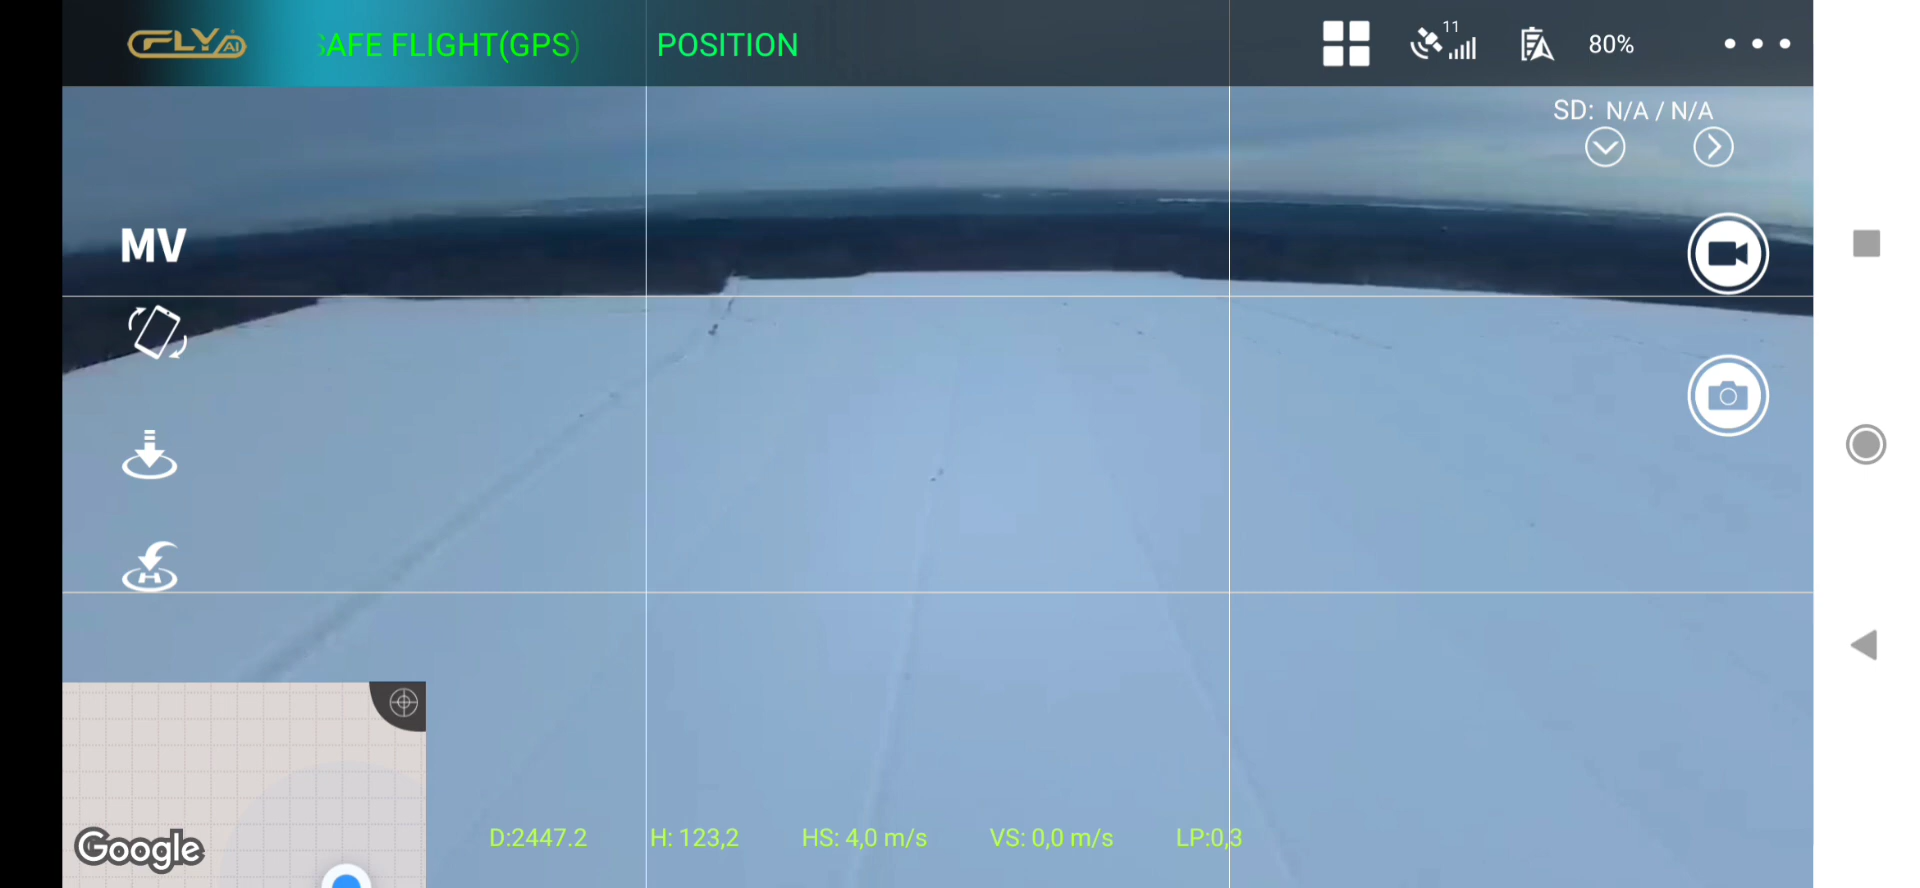 CFLY AI
SAFE FLIGHT(GPS)
POSITION
11
80%
SD: N/A / N/A
MV
H
D:2447.2 H: 123,2 HS: 4,0 m/s VS: 0,0 m/s LP:0,3
Google